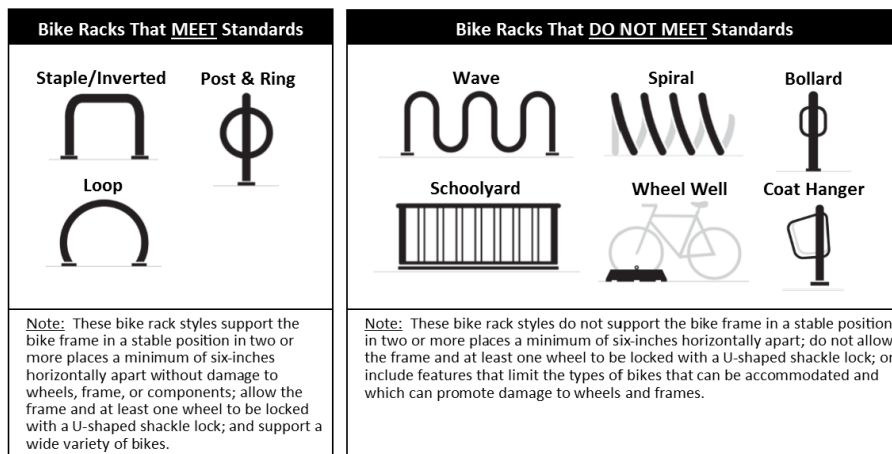 Bike Racks That MEET Standards
Staple/Inverted
Post & Ring
Loop
Note: These bike rack styles support the
bike frame in a stable position in two or
more places a minimum of six-inches
horizontally apart without damage to
wheels, frame, or components; allow the
frame and at least one wheel to be locked
with a U-shaped shackle lock; and support a
wide variety of bikes.
Bike Racks That DO NOT MEET Standards
Wave
Spiral
Bollard
Schoolyard
Wheel Well
Coat Hanger
Note: These bike rack styles do not support the bike frame in a stable position
in two or more places a minimum of six-inches horizontally apart; do not allow
the frame and at least one wheel to be locked with a U-shaped shackle lock; or
include features that limit the types of bikes that can be accommodated and
which can promote damage to wheels and frames.